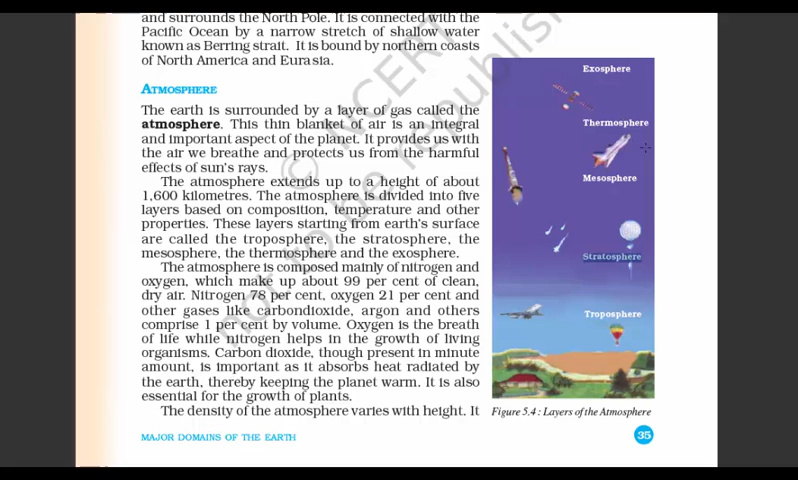 and surrounds the North Pole. It is connected with the
Pacific Ocean by a narrow stretch of shallow water
known as Berring strait. It is bound by northern coasts
of North America and Eurasia.
ATMOSPHERE
The earth is surrounded by a layer of gas called the
atmosphere. This thin blanket of air is an integral
and important aspect of the planet. It provides us with
the air we breathe and protects us from the harmful
effects of sun's rays.
The atmosphere extends up to a height of about
1,600 kilometres. The atmosphere is divided into five
layers based on composition, temperature and other
properties. These layers starting from earth's surface
are called the troposphere, the stratosphere, the
mesosphere, the thermosphere and the exosphere.
The atmosphere is composed mainly of nitrogen and
oxygen, which make up about 99 per cent of clean,
dry air. Nitrogen 78 per cent, oxygen 21 per cent and
other gases like carbondioxide, argon and others
comprise 1 per cent by volume. Oxygen is the breath
of life while nitrogen helps in the growth of living
organisms. Carbon dioxide, though present in minute
amount, is important as it absorbs heat radiated by
the earth, thereby keeping the planet warm. It is also
essential for the growth of plants.
The density of the atmosphere varies with height. It
Exosphere
Thermosphere
Mesosphere
Stratosphere
Troposphere
Figure 5.4 : Layers of the Atmosphere
MAJOR DOMAINS OF THE EARTH
35
© NCERT
not to be republish